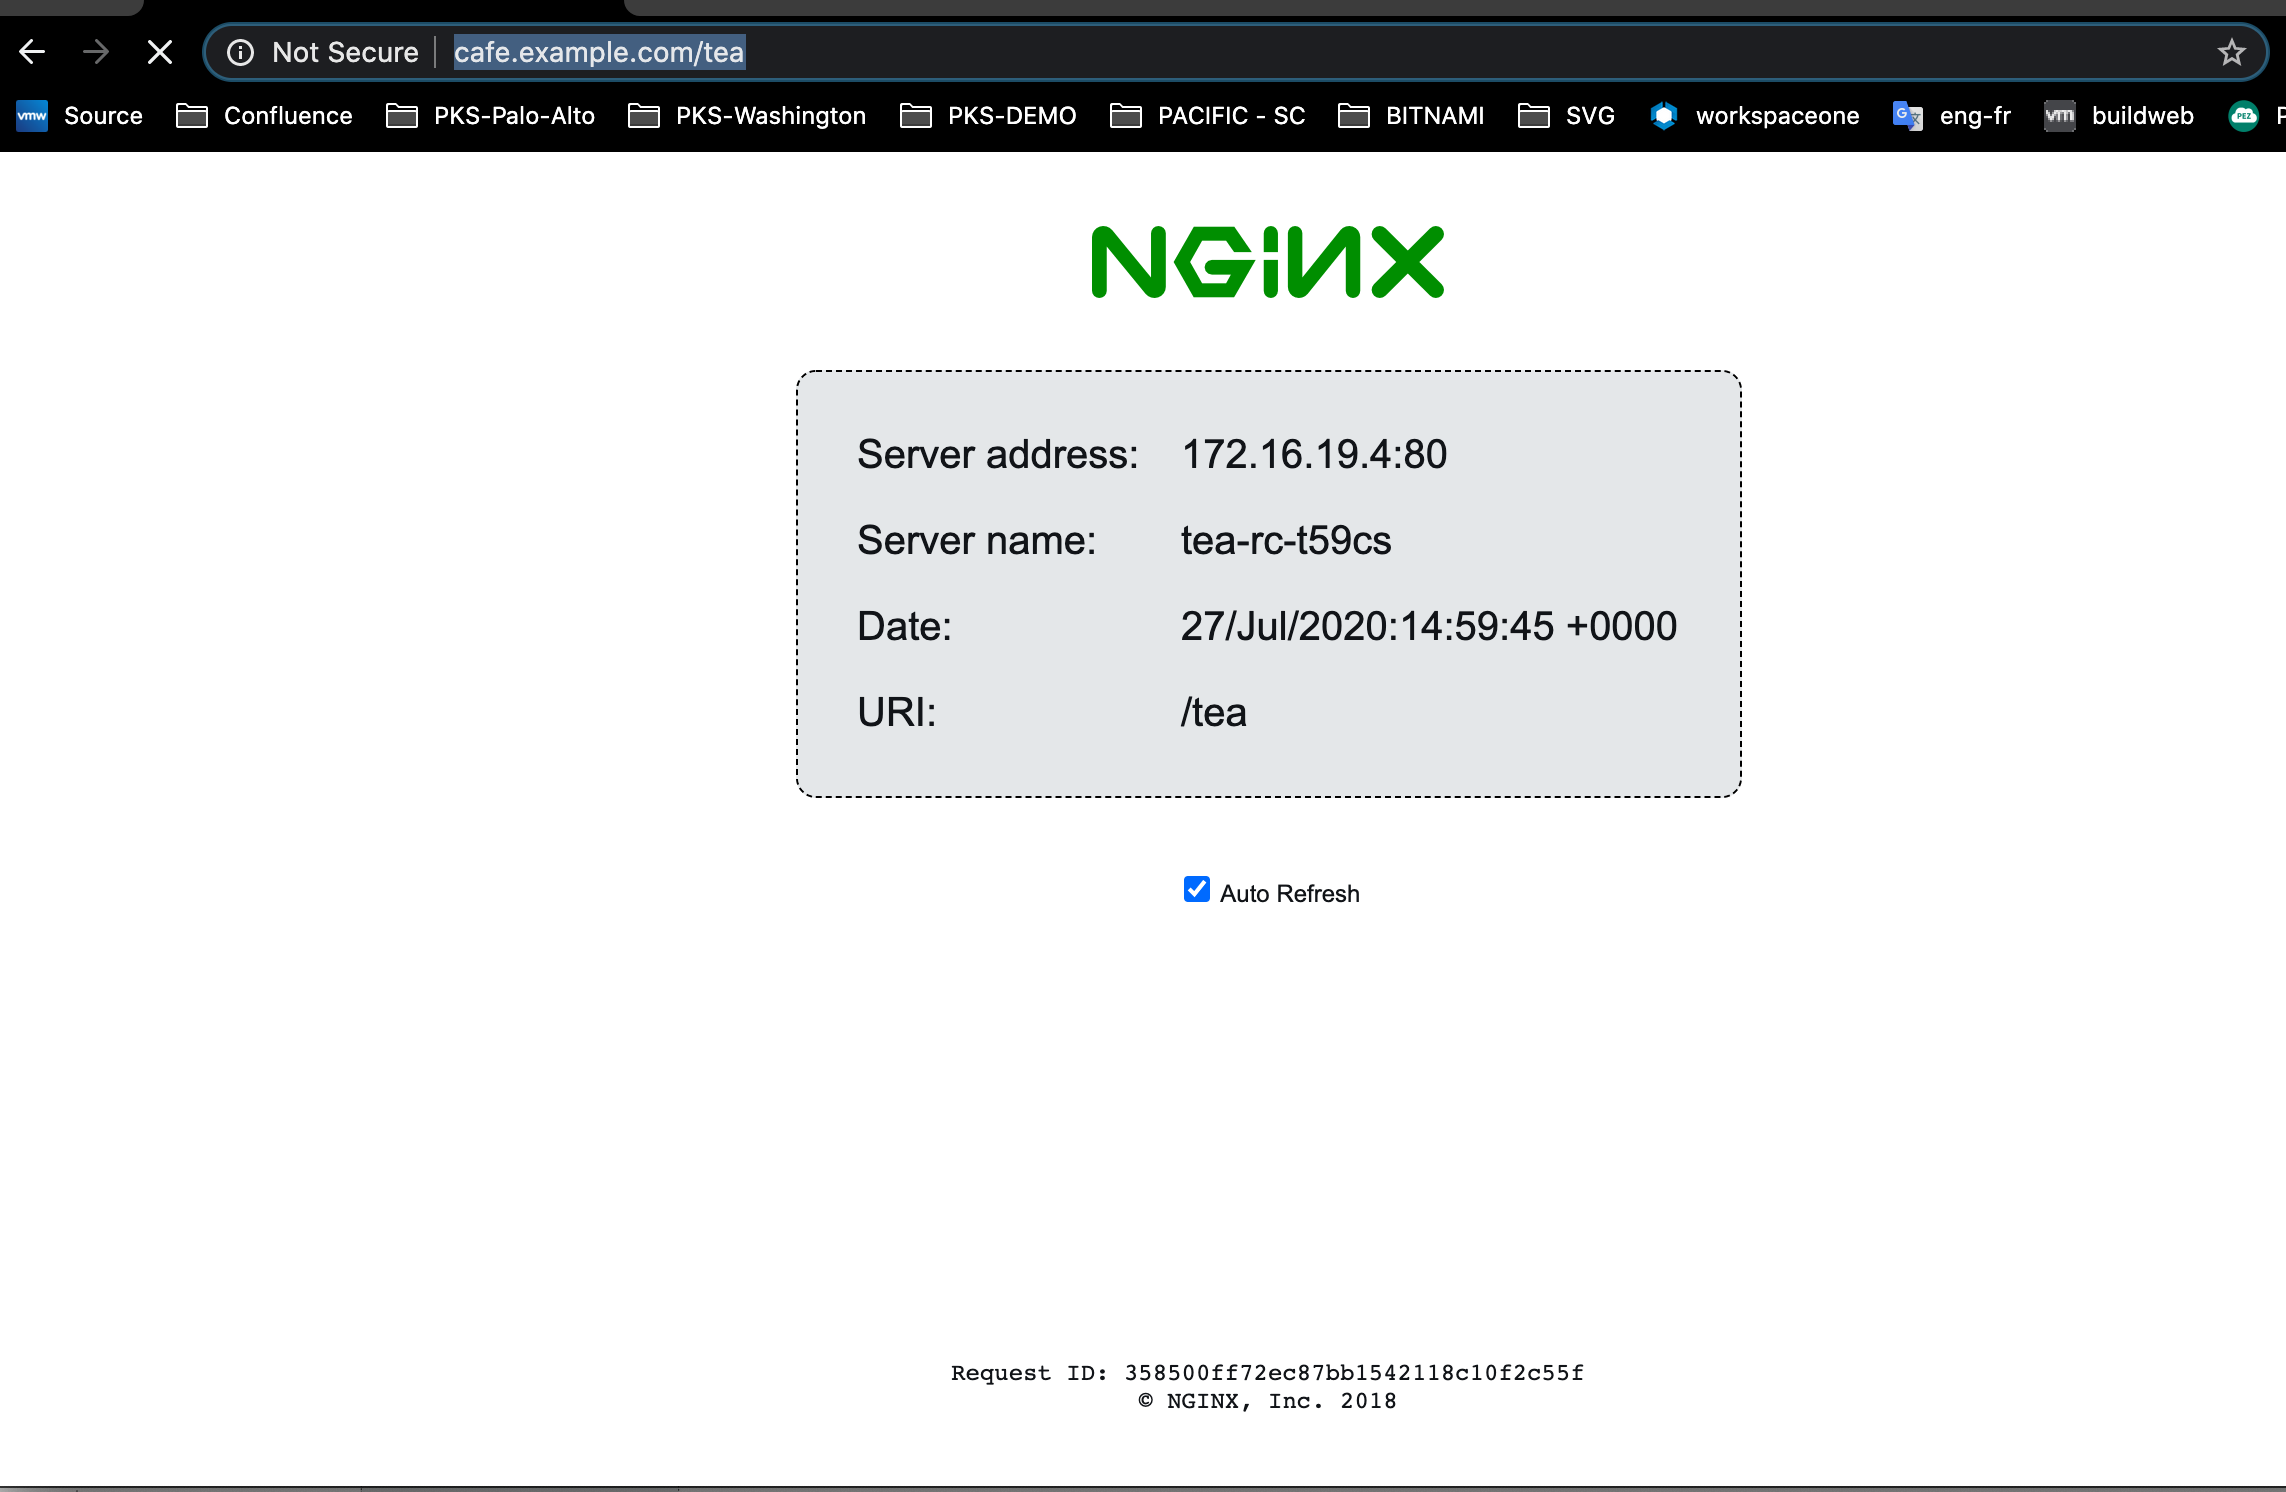 Not Secure cafe.example.com/tea
vmw Source Confluence PKS-Palo-Alto PKS-Washington PKS-DEMO PACIFIC - SC BITNAMI SVG workspaceone eng-fr vm buildweb PEZ
NGINX
Server address: 172.16.19.4:80
Server name: tea-rc-t59cs
Date: 27/Jul/2020:14:59:45 +0000
URI: /tea
Auto Refresh
Request ID: 358500ff72ec87bb1542118c10f2c55f
© NGINX, Inc. 2018